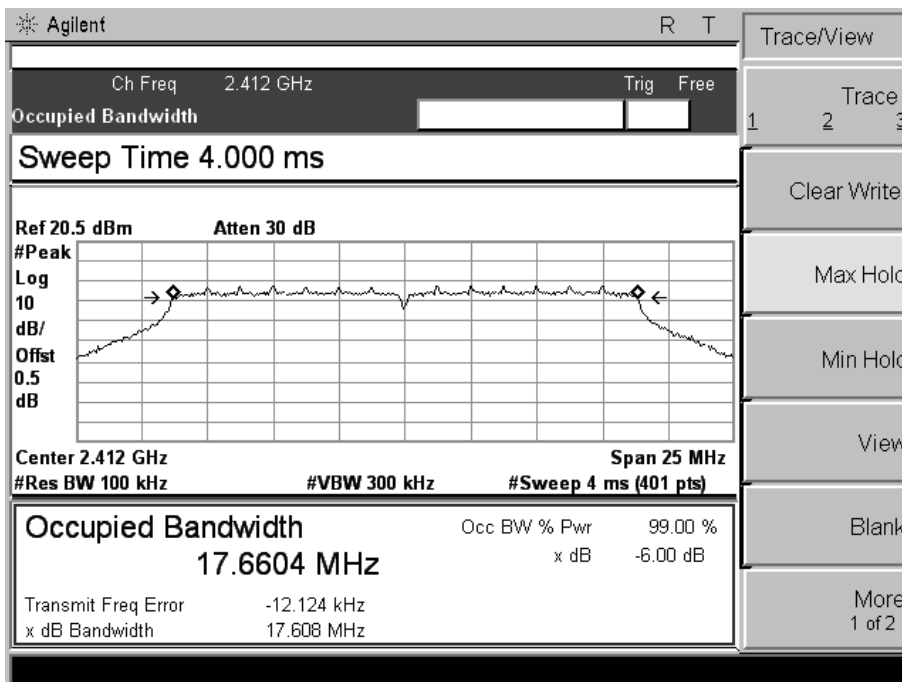 Agilent
R T
Trace/View
Ch Freq 2.412 GHz Trig Free
Occupied Bandwidth
Sweep Time 4.000 ms
Ref 20.5 dBm Atten 30 dB
#Peak
Log
10
dB/
Offst
0.5
dB
Center 2.412 GHz Span 25 MHz
#Res BW 100 kHz #VBW 300 kHz #Sweep 4 ms (401 pts)
Occupied Bandwidth
17.6604 MHz
Occ BW % Pwr 99.00 %
x dB -6.00 dB
Transmit Freq Error -12.124 kHz
x dB Bandwidth 17.608 MHz
Trace
1 2 3
Clear Write
Max Hold
Min Hold
View
Blank
More
1 of 2